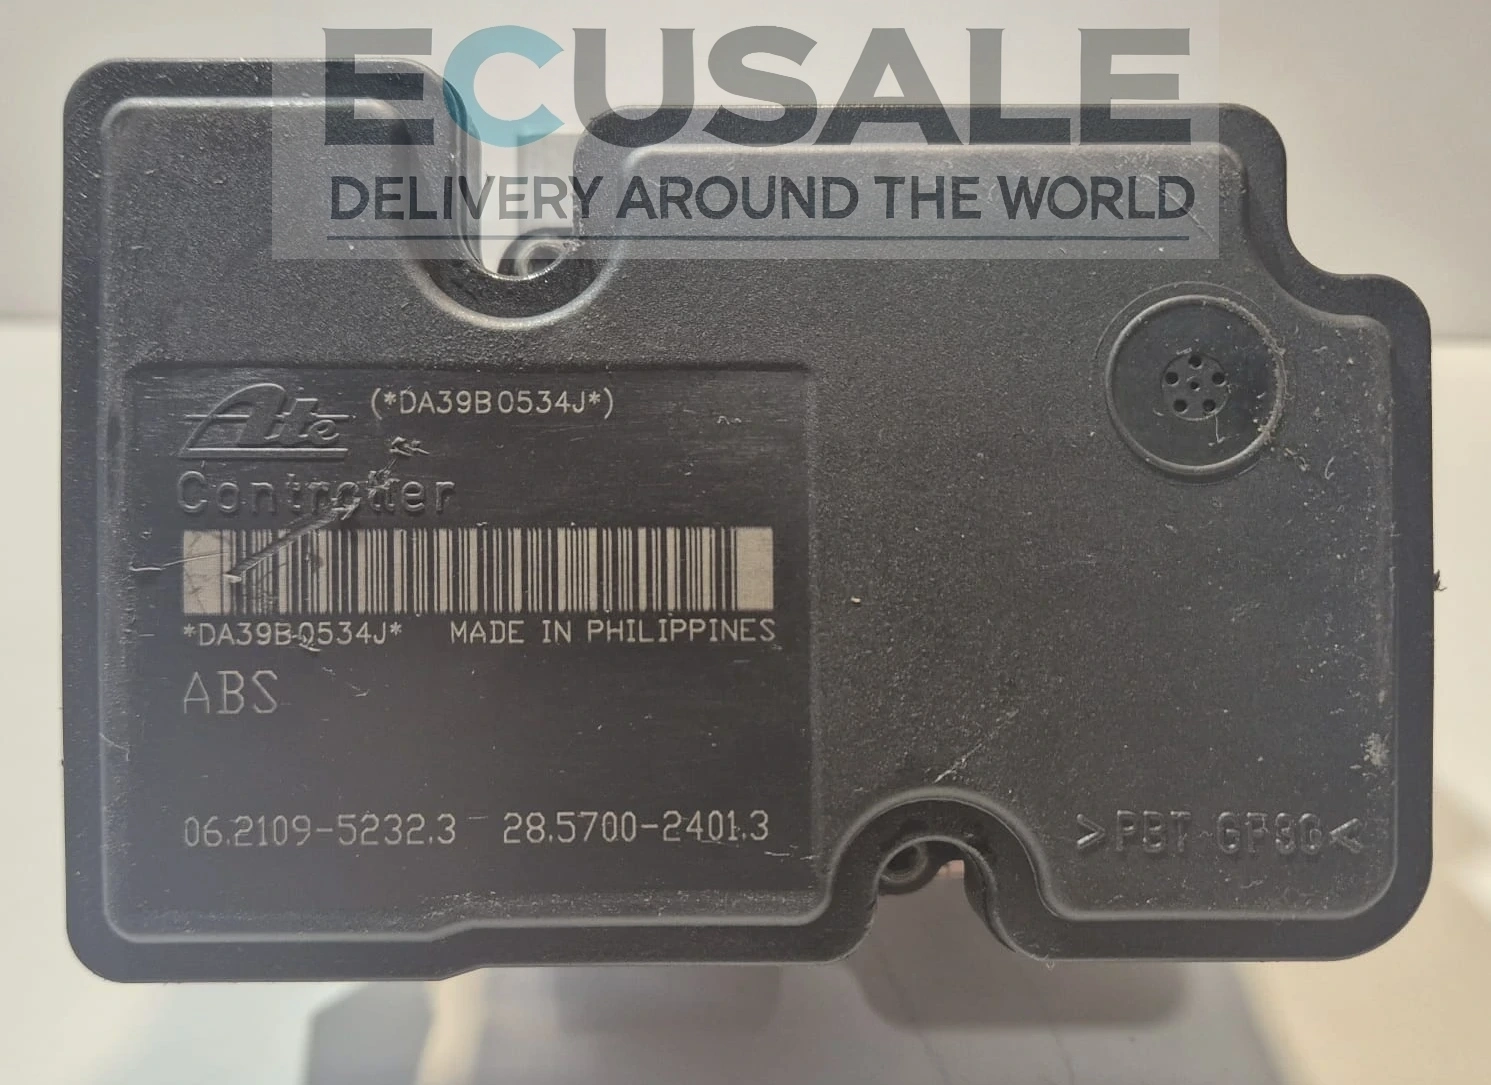 ECUSALE
DELIVERY AROUND THE WORLD
Ate (*DA39B0534J*)
Controller
*DA39B0534J* MADE IN PHILIPPINES
ABS
06.2109-5232.3 28.5700-2401.3
>PBT GF30<